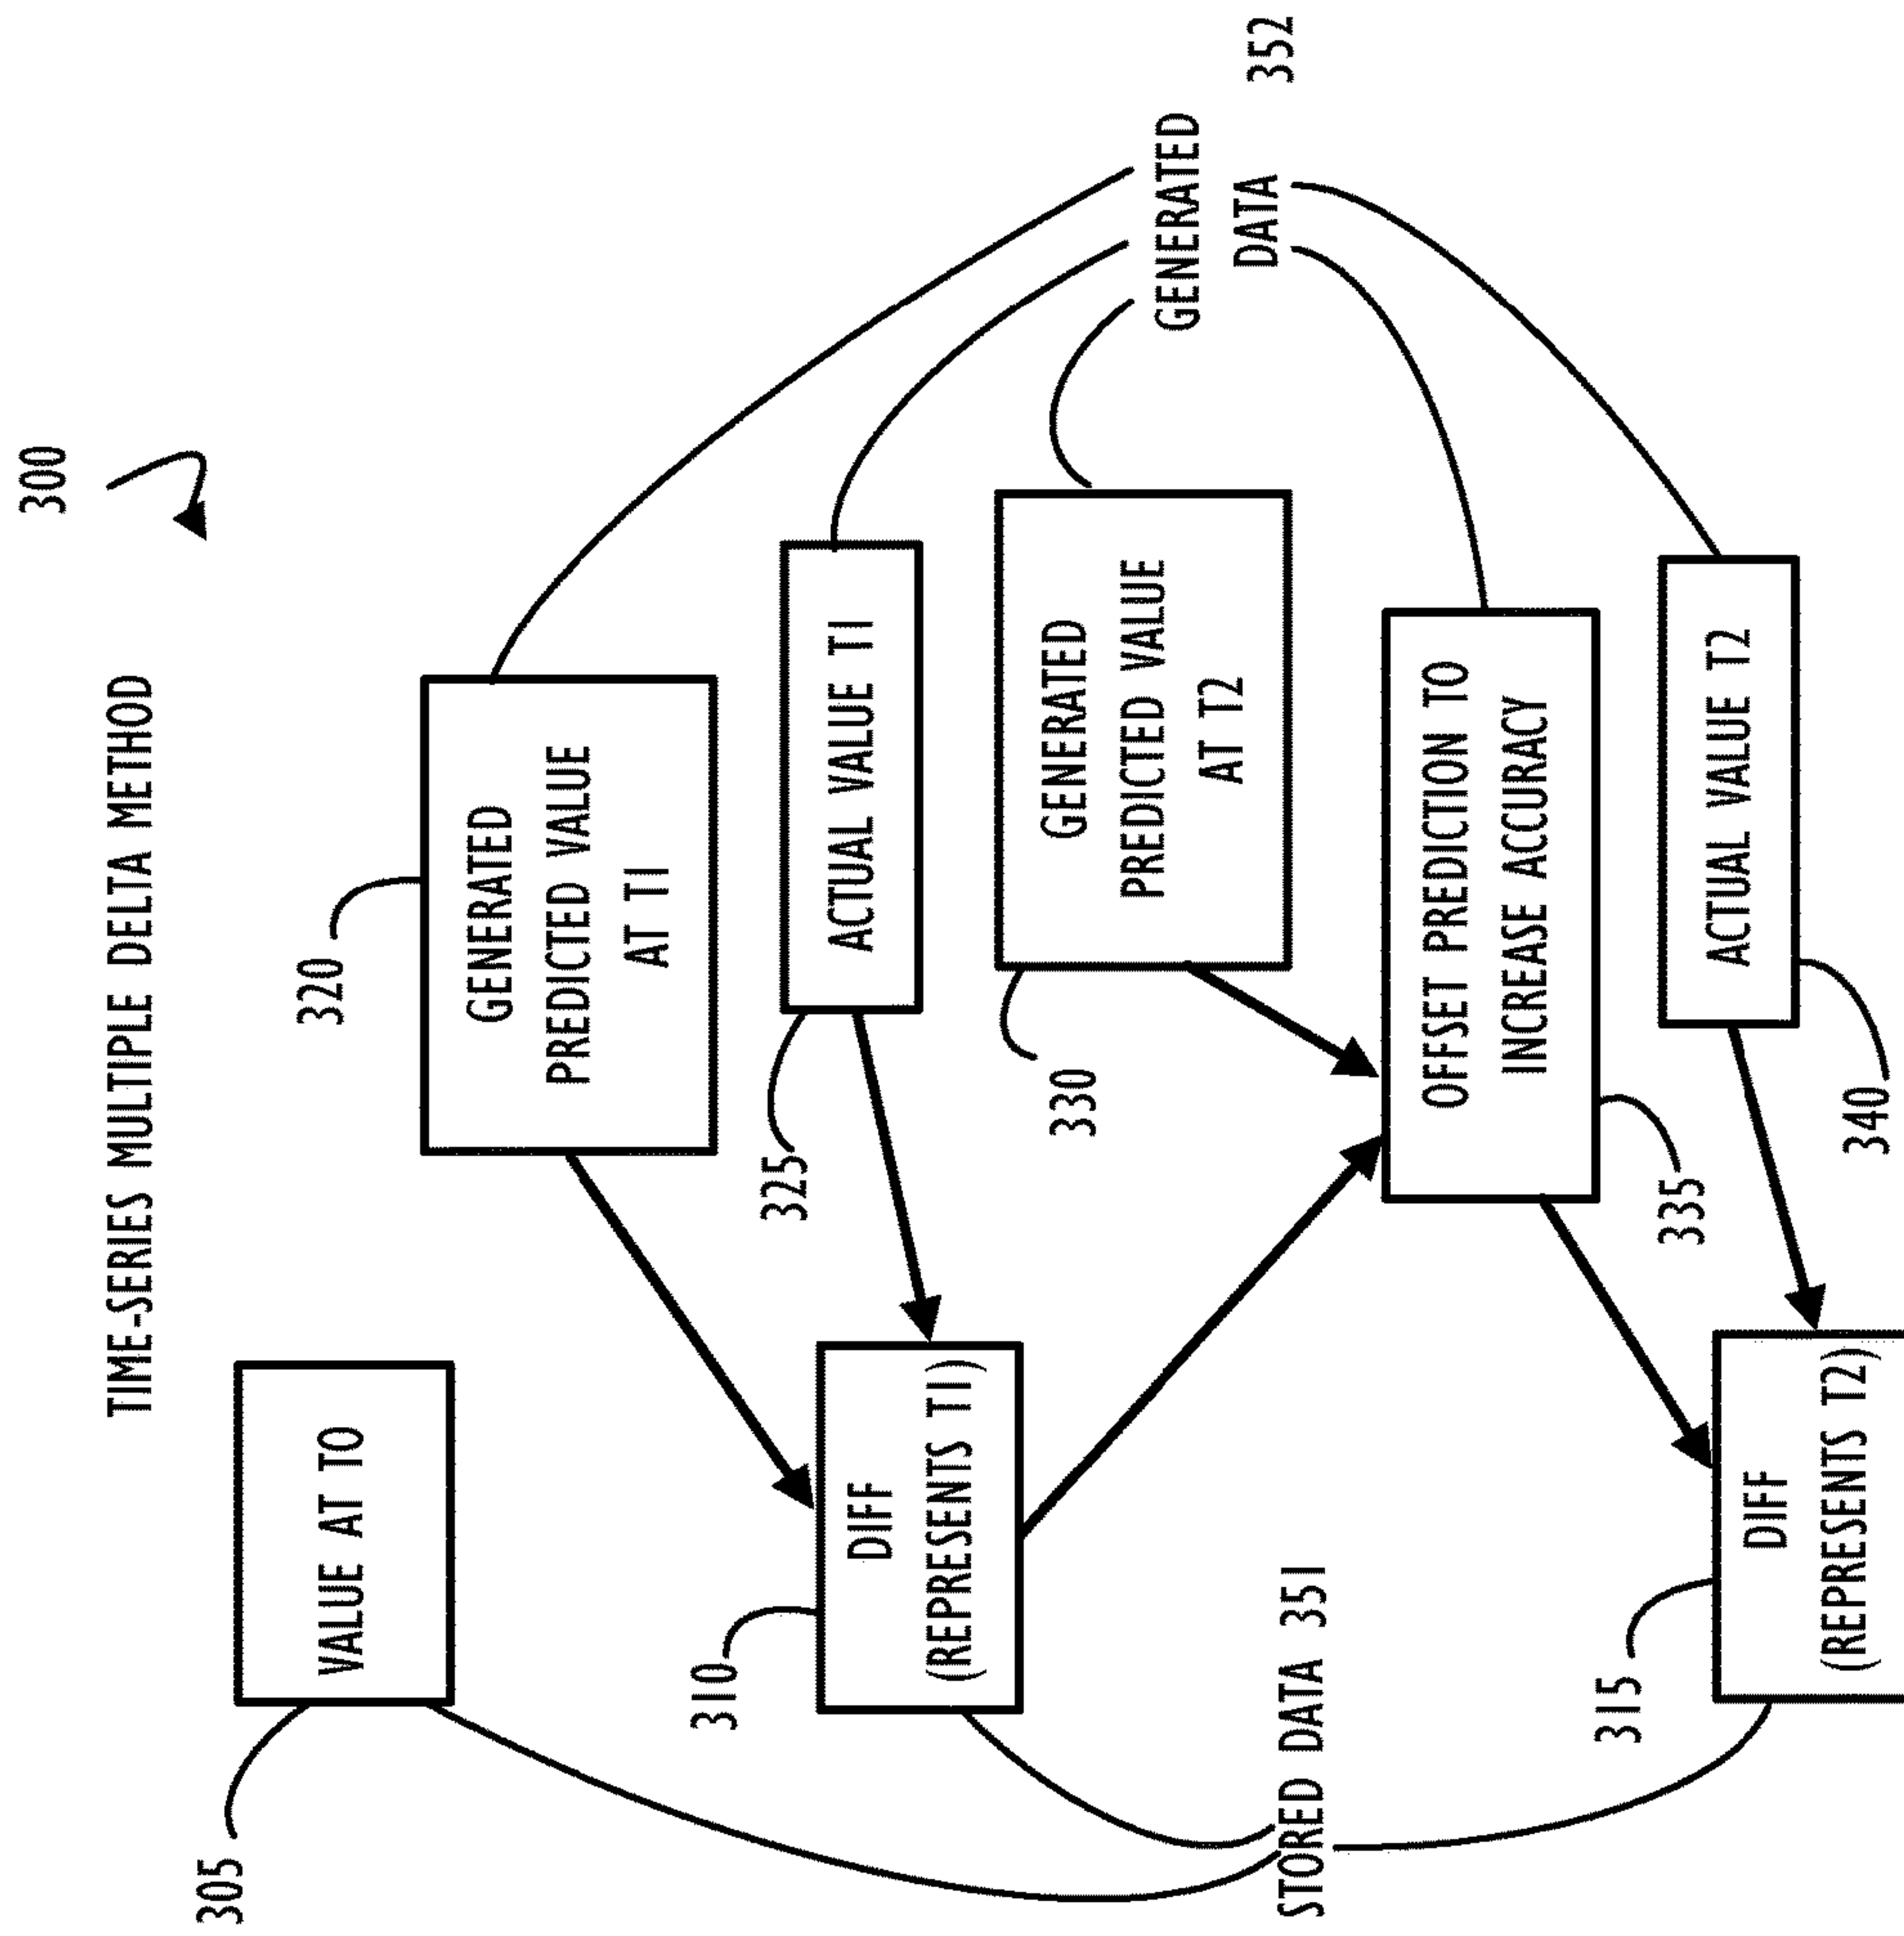 300
TIME-SERIES MULTIPLE DELTA METHOD
305
VALUE AT T0
320
GENERATED
PREDICTED VALUE
AT T1
325
ACTUAL VALUE T1
310
DIFF
(REPRESENTS T1)
330
GENERATED
PREDICTED VALUE
AT T2
GENERATED
DATA
352
STORED DATA 351
OFFSET PREDICTION TO
INCREASE ACCURACY
335
ACTUAL VALUE T2
340
315
DIFF
(REPRESENTS T2)